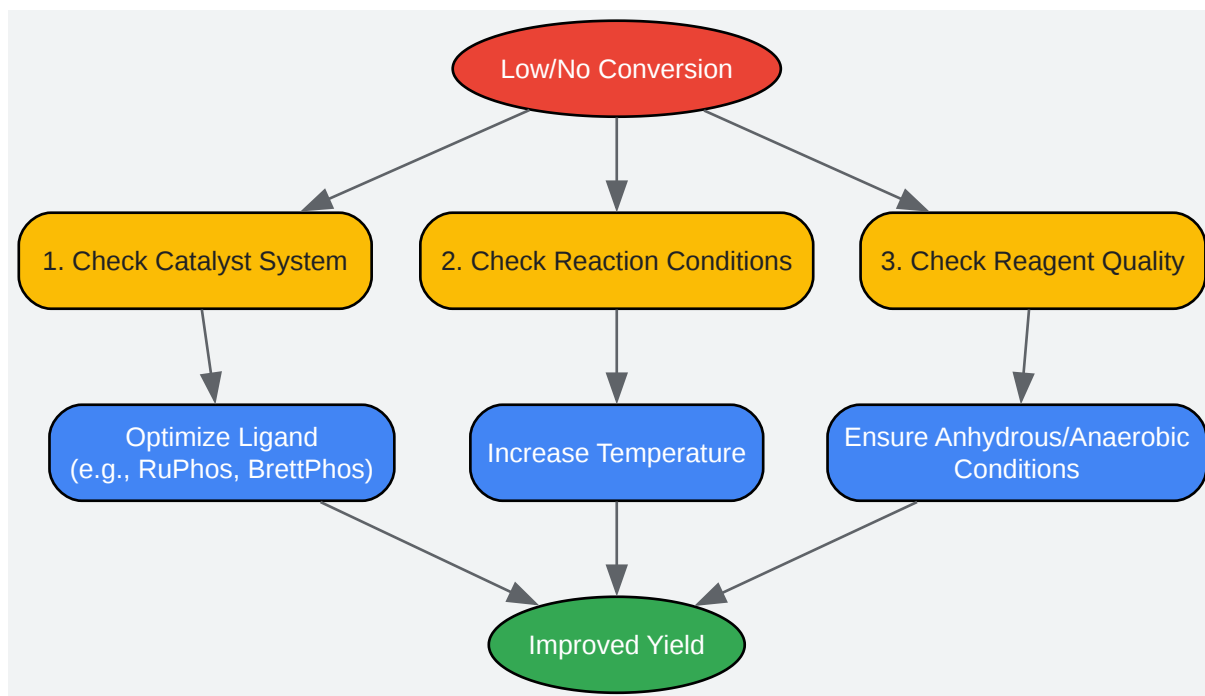 Low/No Conversion
1. Check Catalyst System
2. Check Reaction Conditions
3. Check Reagent Quality
Optimize Ligand
(e.g., RuPhos, BrettPhos)
Increase Temperature
Ensure Anhydrous/Anaerobic
Conditions
Improved Yield